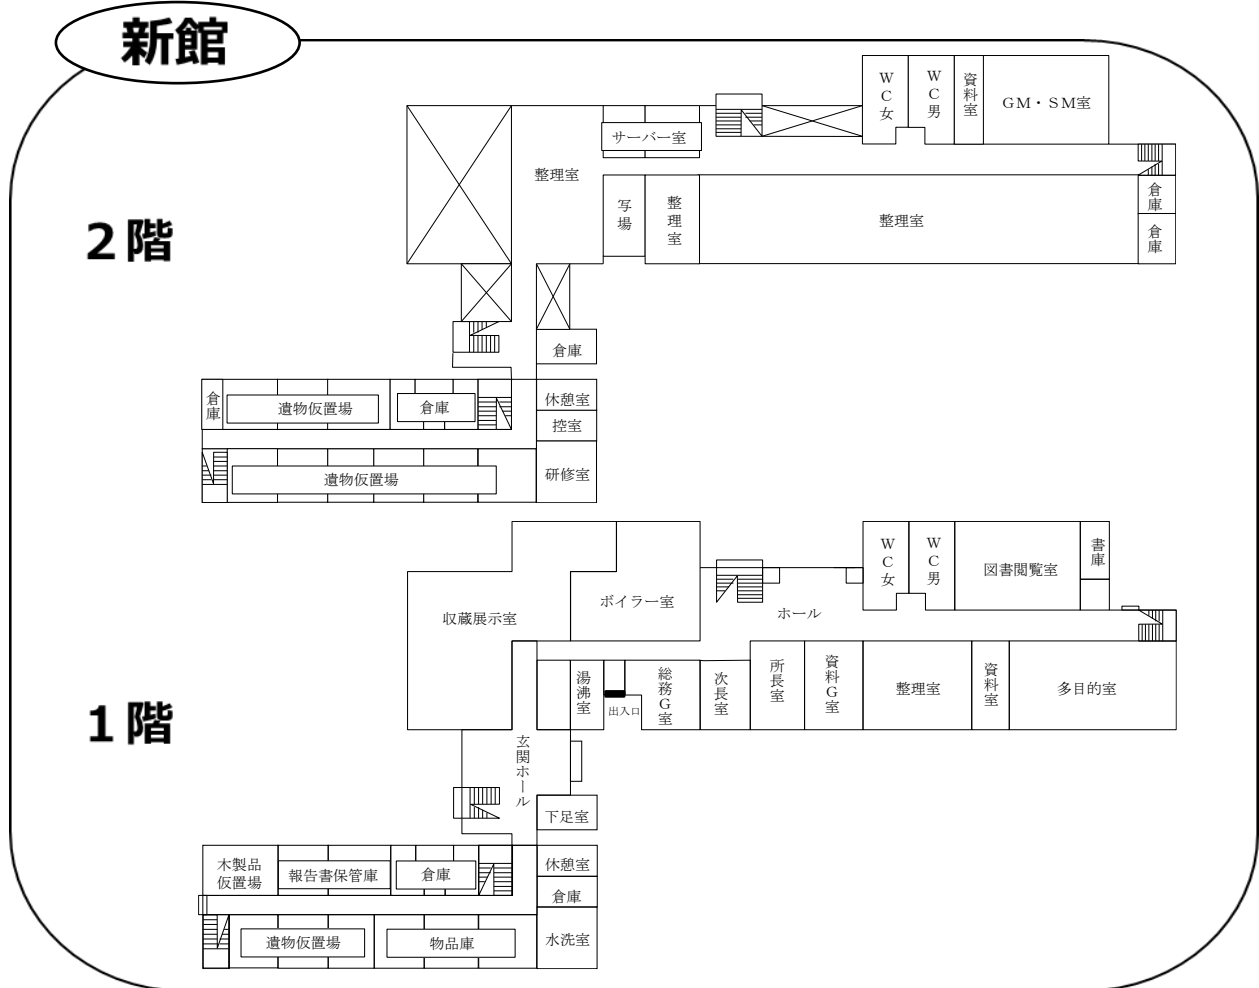 新館
2階
WC女
WC男
資料室
GM・SM室
サーバー室
整理室
写場
整理室
整理室
倉庫
倉庫
倉庫
倉庫
遺物仮置場
倉庫
休憩室
控室
遺物仮置場
研修室
1階
WC女
WC男
図書閲覧室
書庫
ボイラー室
収蔵展示室
ホール
湯沸室
出入口
総務G室
次長室
所長室
資料G室
整理室
資料室
多目的室
玄関ホール
下足室
木製品
仮置場
報告書保管庫
倉庫
休憩室
倉庫
遺物仮置場
物品庫
水洗室